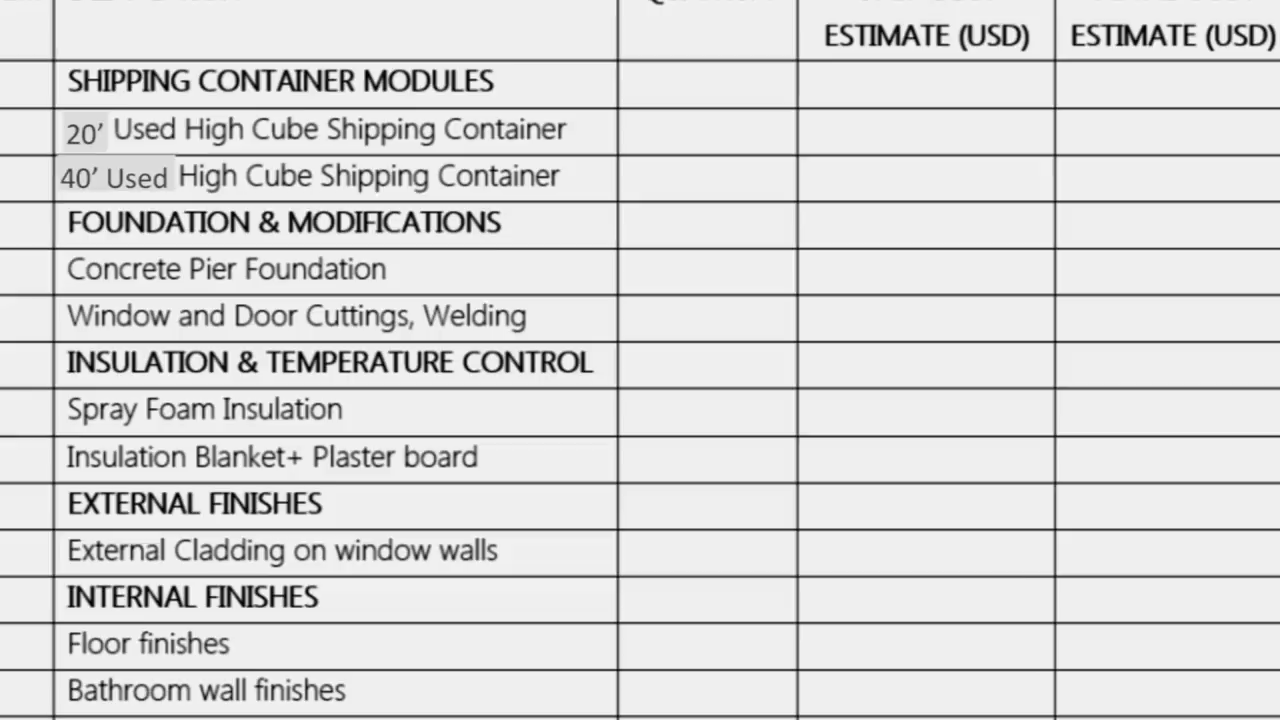 ESTIMATE (USD) ESTIMATE (USD)
SHIPPING CONTAINER MODULES
20’ Used High Cube Shipping Container
40’ Used High Cube Shipping Container
FOUNDATION & MODIFICATIONS
Concrete Pier Foundation
Window and Door Cuttings, Welding
INSULATION & TEMPERATURE CONTROL
Spray Foam Insulation
Insulation Blanket+ Plaster board
EXTERNAL FINISHES
External Cladding on window walls
INTERNAL FINISHES
Floor finishes
Bathroom wall finishes